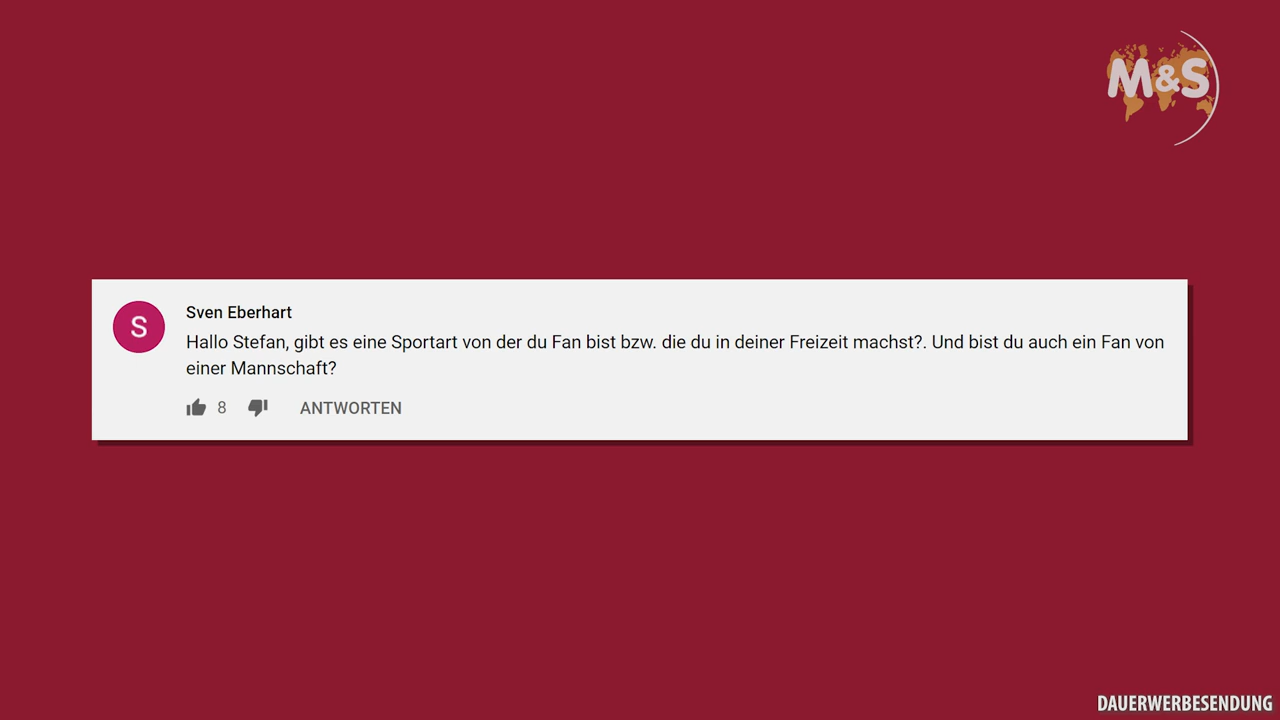 M&S
Sven Eberhart
S
Hallo Stefan, gibt es eine Sportart von der du Fan bist bzw. die du in deiner Freizeit machst?. Und bist du auch ein Fan von
einer Mannschaft?
8
ANTWORTEN
DAUERWERBESENDUNG